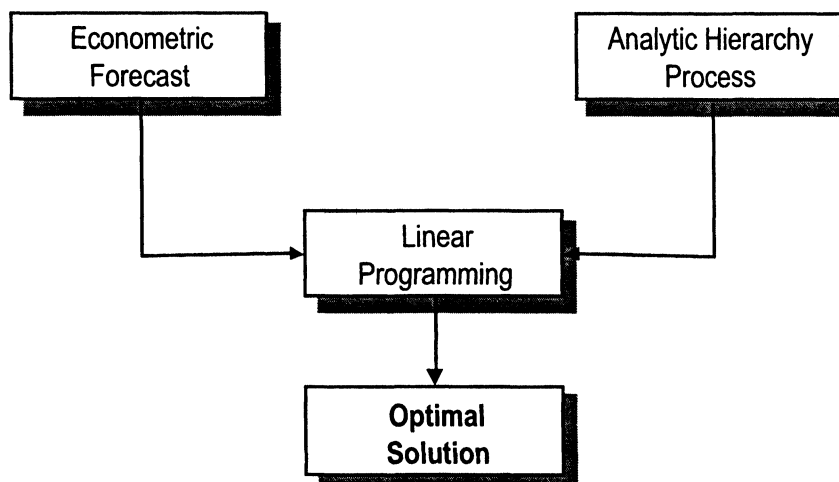 Econometric
Forecast
Analytic Hierarchy
Process
Linear
Programming
Optimal
Solution